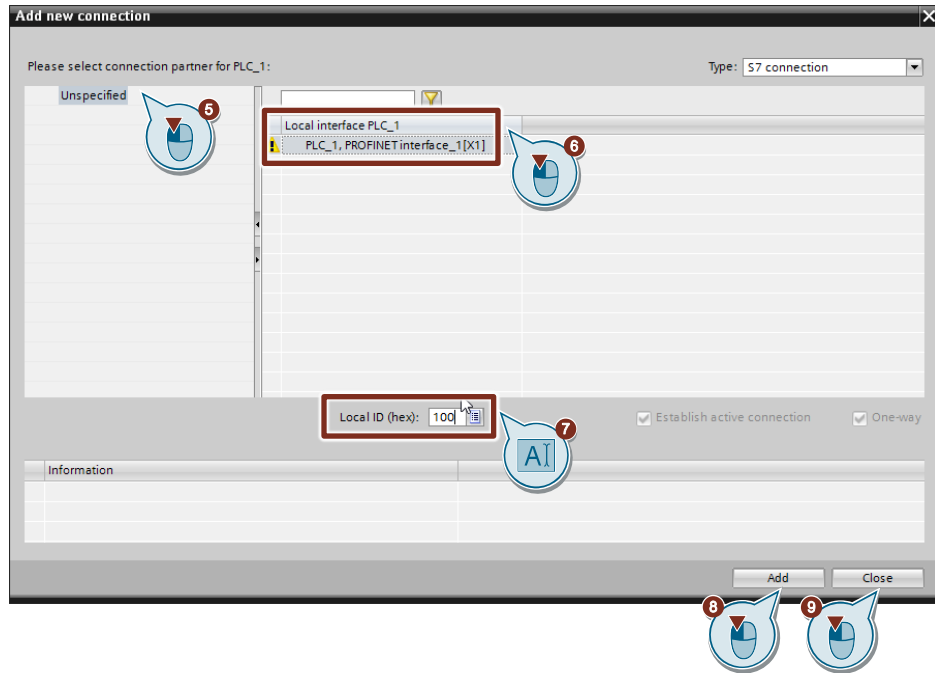 Add new connection
Please select connection partner for PLC_1:
Type: S7 connection
Unspecified
5
Local interface PLC_1
PLC_1, PROFINET interface_1[X1]
6
Local ID (hex): 100
Establish active connection
One-way
7
A
Information
Add
Close
8
9